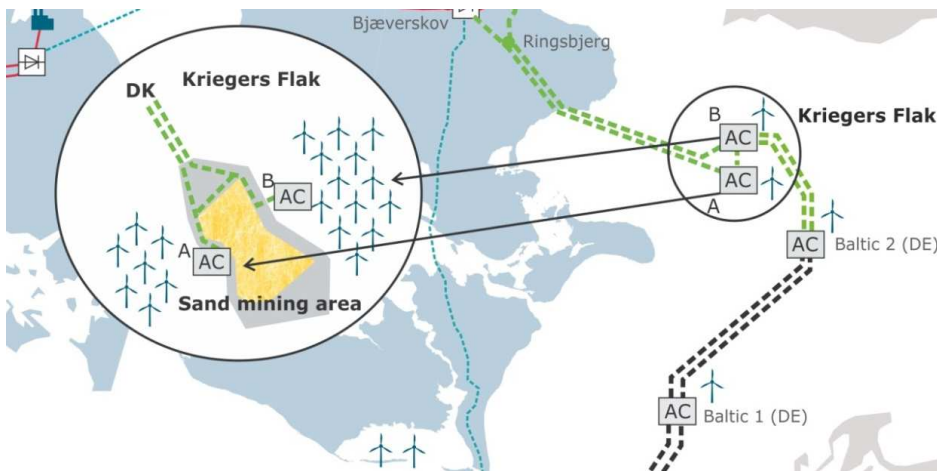 Bjæverskov
Ringsbjerg
Kriegers Flak
DK
B
AC
A
AC
Sand mining area
B
AC
Kriegers Flak
AC
A
AC
Baltic 2 (DE)
AC
Baltic 1 (DE)